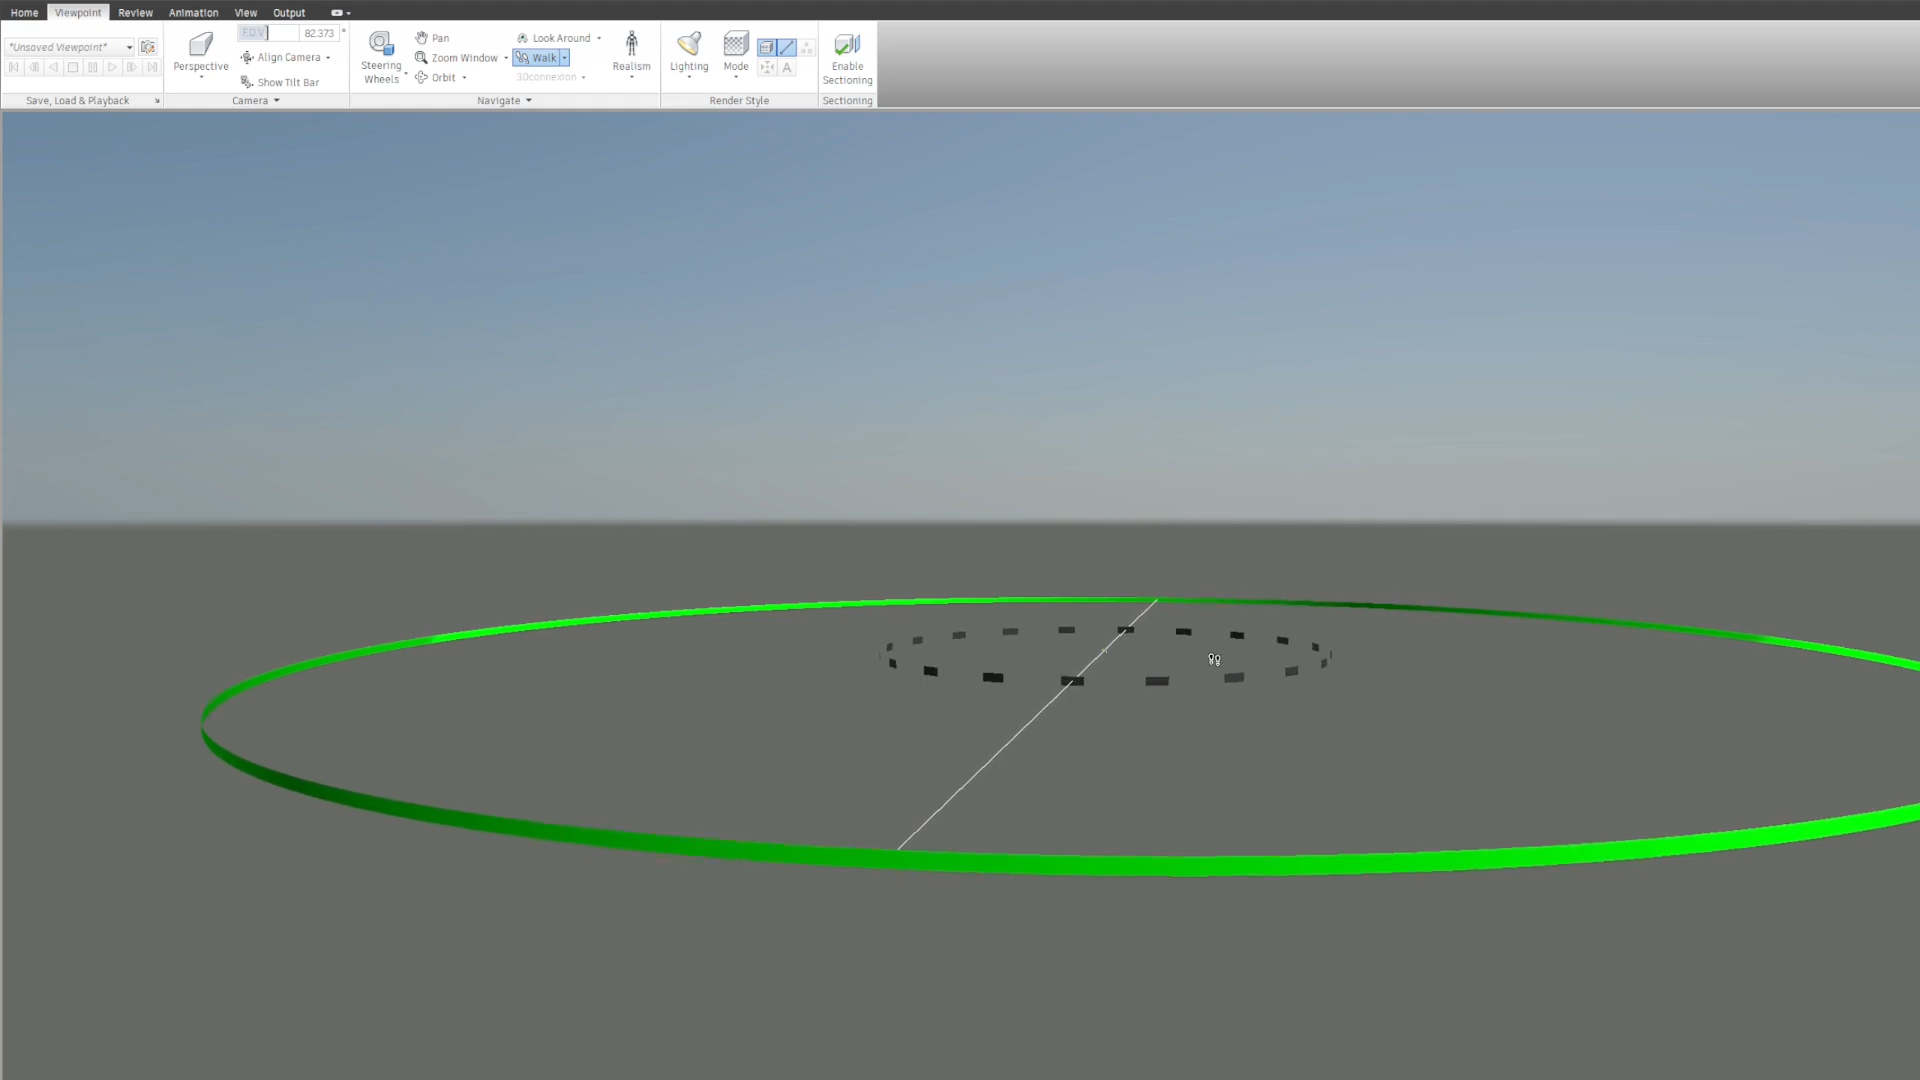 Home Viewpoint Review Animation View Output
*Unsaved Viewpoint*
Save, Load & Playback
Perspective
F.O.V. 82.373 °
Align Camera
Show Tilt Bar
Camera
Steering Wheels
Pan
Zoom Window
Orbit
Look Around
Walk
3Dconnexion
Navigate
Realism
Lighting
Mode
A
Render Style
Enable
Sectioning
Sectioning